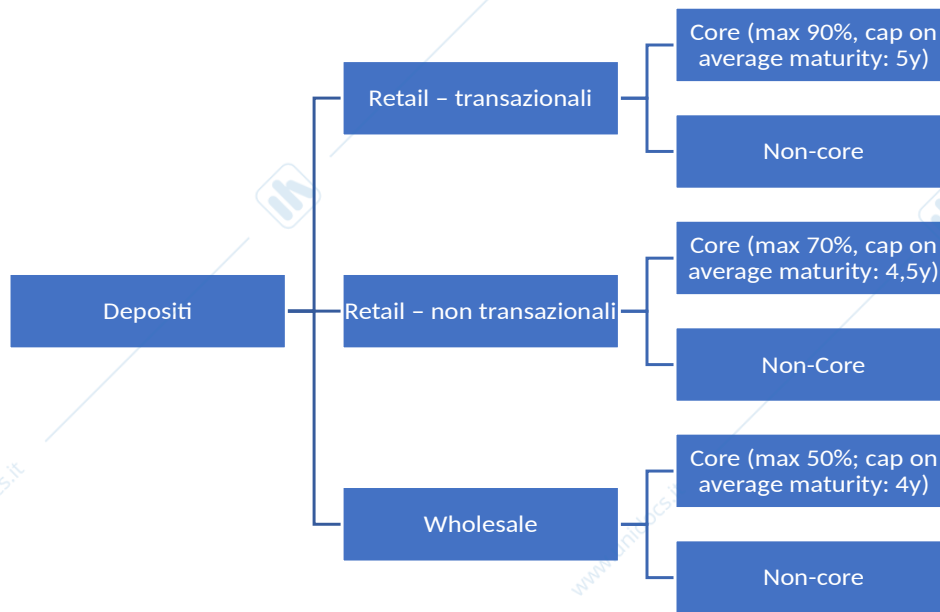 Depositi
Retail – transazionali
Core (max 90%, cap on
average maturity: 5y)
Non-core
Retail – non transazionali
Core (max 70%, cap on
average maturity: 4,5y)
Non-Core
Wholesale
Core (max 50%; cap on
average maturity: 4y)
Non-core